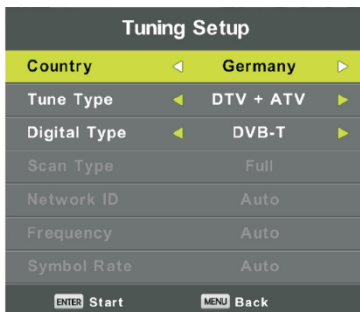 Tuning Setup
Country Germany
Tune Type DTV + ATV
Digital Type DVB-T
Scan Type Full
Network ID Auto
Frequency Auto
Symbol Rate Auto
ENTER Start MENU Back